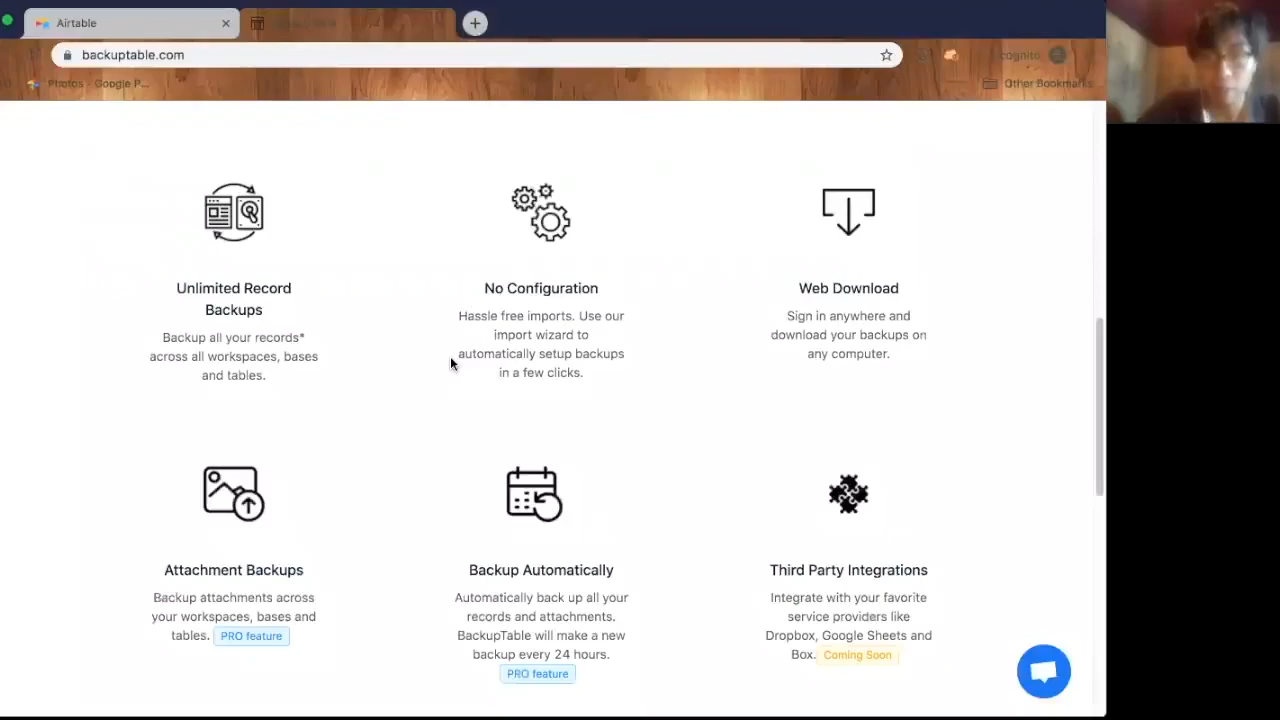 Airtable
backuptable.com
Incognito
Photos - Google P...
Other Bookmarks
Unlimited Record
Backups
Backup all your records*
across all workspaces, bases
and tables.
No Configuration
Hassle free imports. Use our
import wizard to
automatically setup backups
in a few clicks.
Web Download
Sign in anywhere and
download your backups on
any computer.
Attachment Backups
Backup attachments across
your workspaces, bases and
tables. PRO feature
Backup Automatically
Automatically back up all your
records and attachments.
BackupTable will make a new
backup every 24 hours.
PRO feature
Third Party Integrations
Integrate with your favorite
service providers like
Dropbox, Google Sheets and
Box. Coming Soon